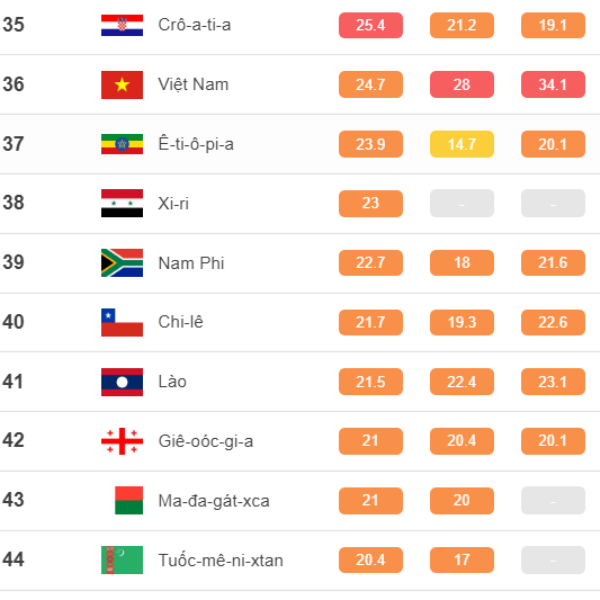 35 Crô-a-ti-a 25.4 21.2 19.1
36 Việt Nam 24.7 28 34.1
37 Ê-ti-ô-pi-a 23.9 14.7 20.1
38 Xi-ri 23 - -
39 Nam Phi 22.7 18 21.6
40 Chi-lê 21.7 19.3 22.6
41 Lào 21.5 22.4 23.1
42 Giê-oóc-gi-a 21 20.4 20.1
43 Ma-đa-gát-xca 21 20 -
44 Tuốc-mê-ni-xtan 20.4 17 -